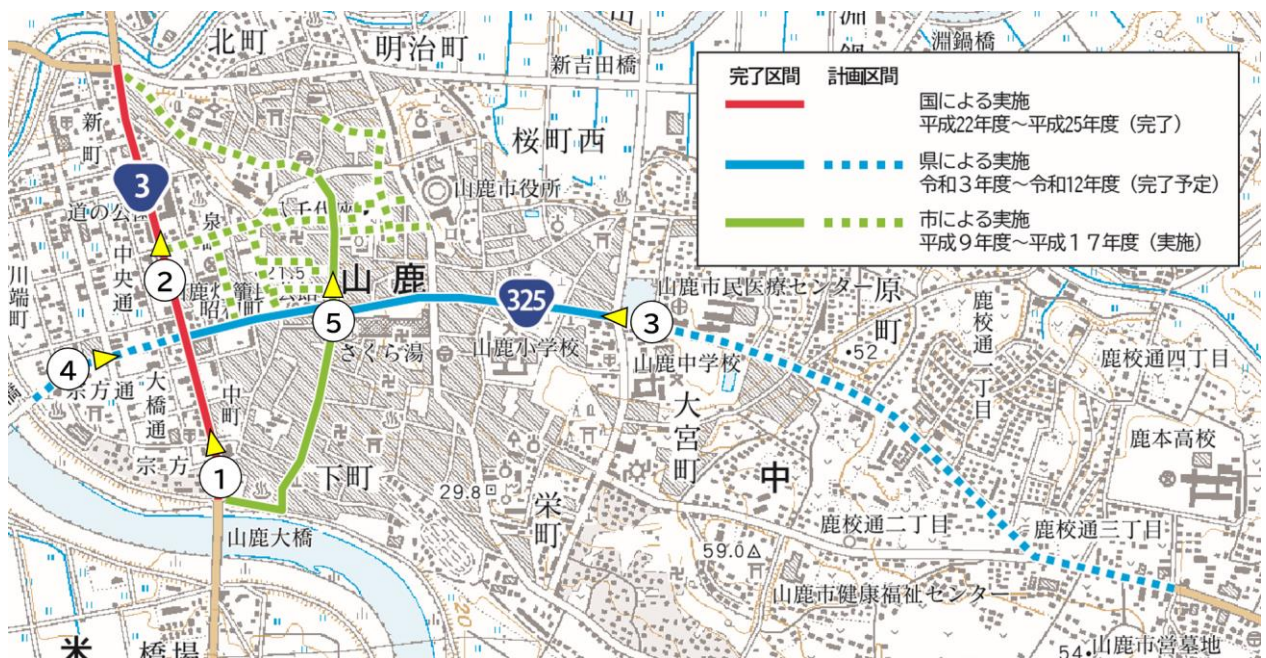 北町
明治町
新吉田橋
淵鍋橋
完了区間
計画区間
国による実施
平成22年度～平成25年度（完了）
県による実施
令和３年度～令和12年度（完了予定）
市による実施
平成９年度～平成１７年度（実施）
新町
桜町西
3
山鹿市役所
八千代座
泉
中央通
②
川端町
21.5
山鹿
⑤
325
③
山鹿市民医療センター
原町
52
鹿校通一丁目
鹿校通四丁目
さくら湯
山鹿小学校
山鹿中学校
④
宗方通
大橋通
中町
大宮町
鹿本高校
宗方
①
下町
29.8
栄町
中
鹿校通二丁目
鹿校通三丁目
山鹿大橋
59.0
山鹿市健康福祉センター
20
米
橋場
54
山鹿市営墓地